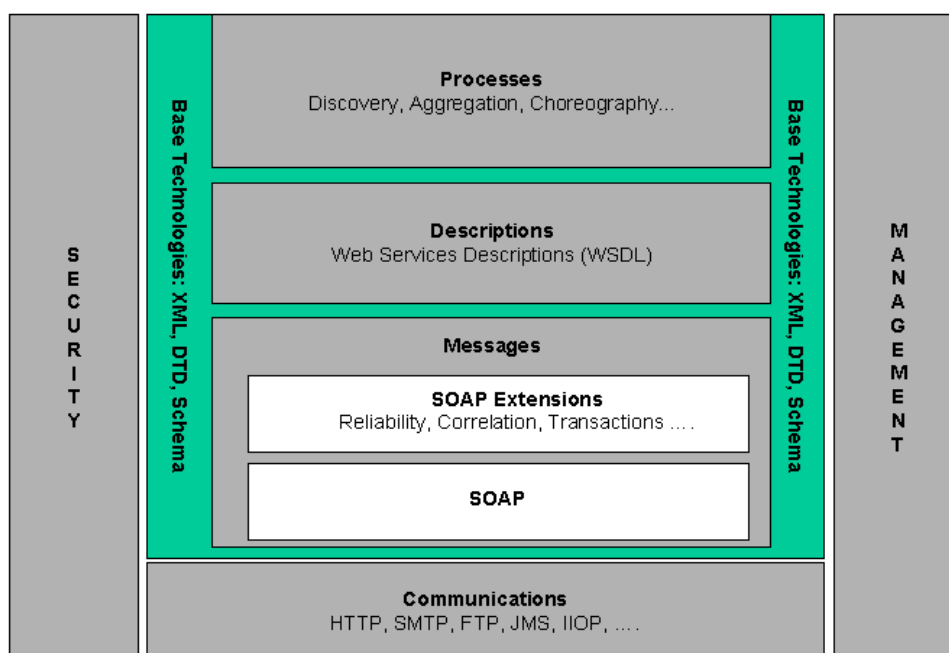 SECURITY
Base Technologies: XML, DTD, Schema
Processes
Discovery, Aggregation, Choreography...
Descriptions
Web Services Descriptions (WSDL)
Messages
SOAP Extensions
Reliability, Correlation, Transactions ....
SOAP
Base Technologies: XML, DTD, Schema
MANAGEMENT
Communications
HTTP, SMTP, FTP, JMS, IIOP, ....